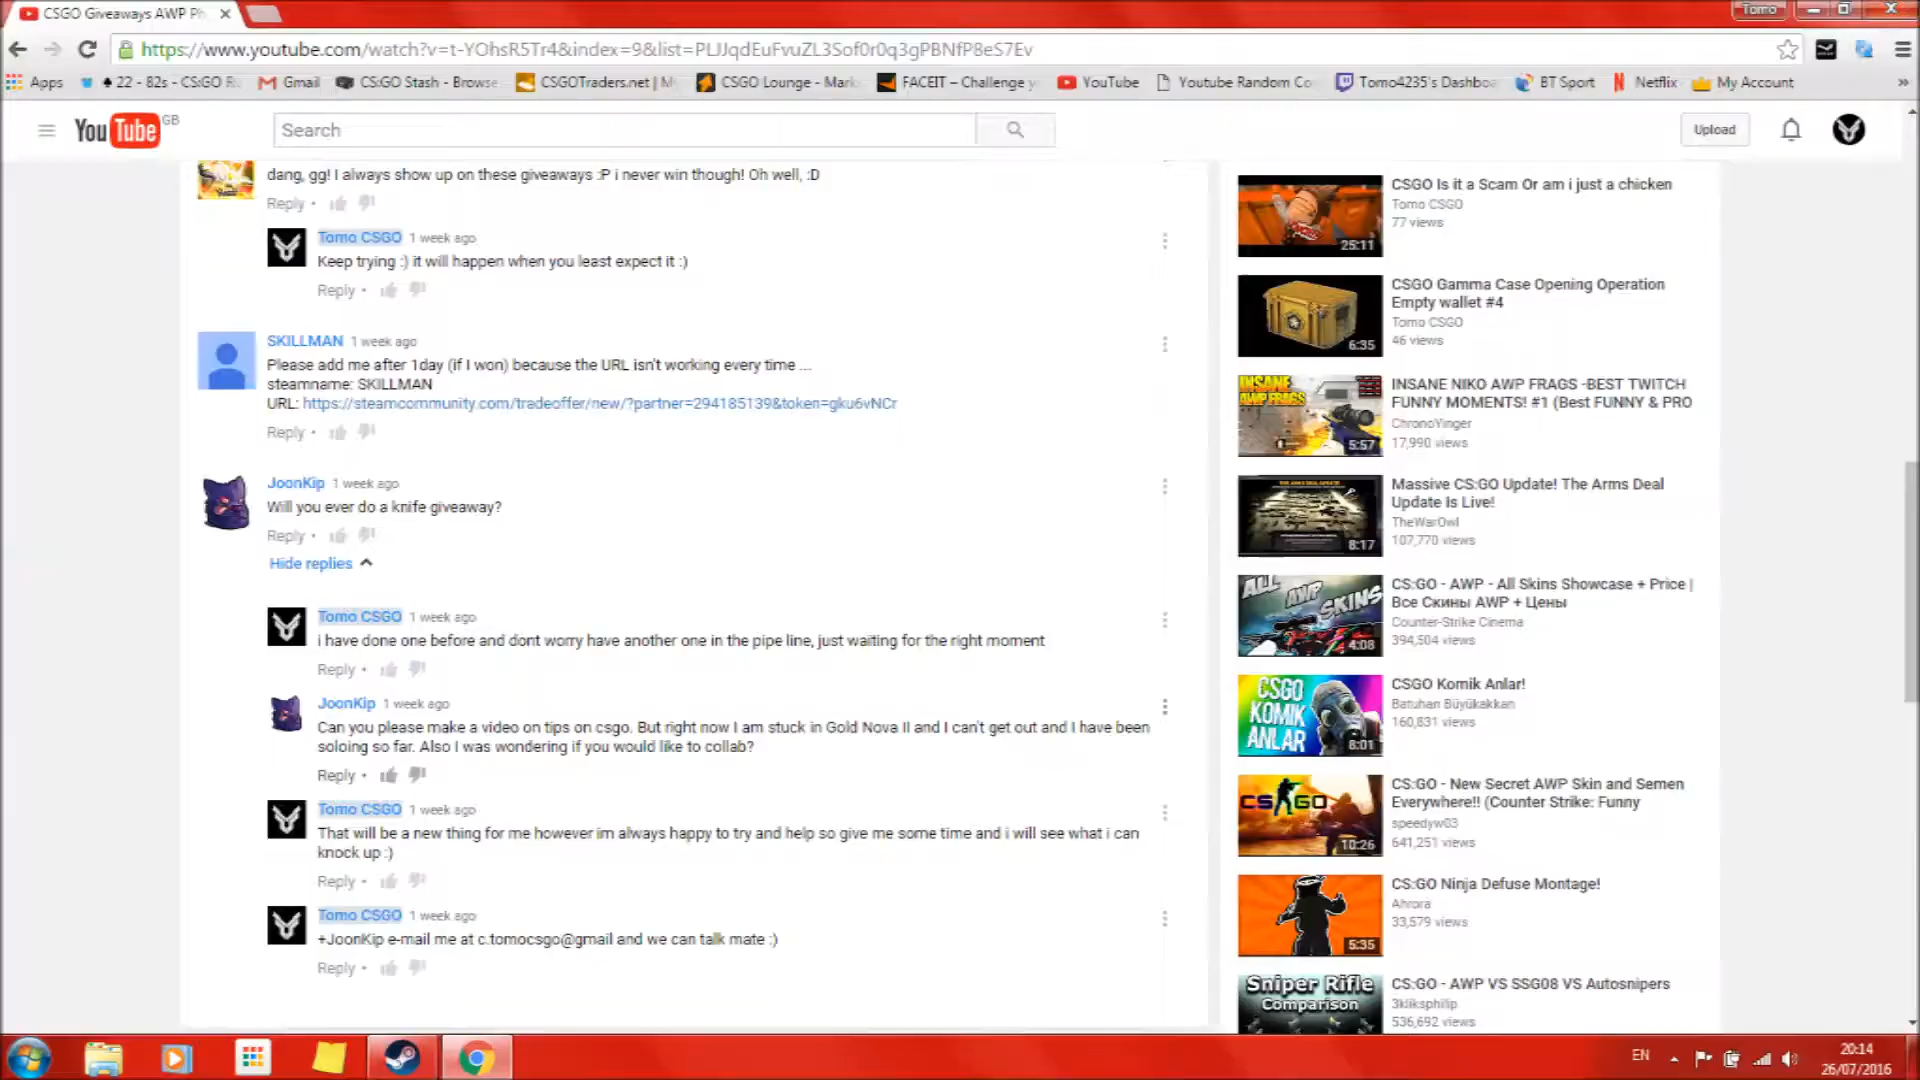 CSGO Giveaways AWP Ph
Tomo
https://www.youtube.com/watch?v=t-YOhsR5Tr4&index=9&list=PLJJqdEuFvuZL3Sof0r0q3gPBNfP8eS7Ev
Apps
22 - 82s - CS:GO R
Gmail
CS:GO Stash - Browse
CSGOTraders.net | M
CSGO Lounge - Mark
FACEIT – Challenge y
YouTube
Youtube Random Co
Tomo4235's Dashboa
BT Sport
Netflix
My Account
»
YouTube GB
Search
Upload
dang, gg! I always show up on these giveaways :P i never win though! Oh well, :D
Reply •
Tomo CSGO 1 week ago
Keep trying :) it will happen when you least expect it :)
Reply •
SKILLMAN 1 week ago
Please add me after 1day (if I won) because the URL isn't working every time ...
steamname: SKILLMAN
URL: https://steamcommunity.com/tradeoffer/new/?partner=294185139&token=gku6vNCr
Reply •
JoonKip 1 week ago
Will you ever do a knife giveaway?
Reply •
Hide replies
Tomo CSGO 1 week ago
i have done one before and dont worry have another one in the pipe line, just waiting for the right moment
Reply •
JoonKip 1 week ago
Can you please make a video on tips on csgo. But right now I am stuck in Gold Nova II and I can't get out and I have been
soloing so far. Also I was wondering if you would like to collab?
Reply •
Tomo CSGO 1 week ago
That will be a new thing for me however im always happy to try and help so give me some time and i will see what i can
knock up :)
Reply •
Tomo CSGO 1 week ago
+JoonKip e-mail me at c.tomocsgo@gmail and we can talk mate :)
Reply •
25:11
CSGO Is it a Scam Or am i just a chicken
Tomo CSGO
77 views
6:35
CSGO Gamma Case Opening Operation
Empty wallet #4
Tomo CSGO
46 views
INSANE
AWP FRAGS
5:57
INSANE NIKO AWP FRAGS -BEST TWITCH
FUNNY MOMENTS! #1 (Best FUNNY & PRO
ChronoYinger
17,990 views
8:17
Massive CS:GO Update! The Arms Deal
Update Is Live!
TheWarOwl
107,770 views
ALL
AWP
SKINS
4:08
CS:GO - AWP - All Skins Showcase + Price |
Все Скины AWP + Цены
Counter-Strike Cinema
394,504 views
CSGO
KOMIK
ANLAR
8:01
CSGO Komik Anlar!
Batuhan Büyükakkan
160,831 views
CS GO
10:26
CS:GO - New Secret AWP Skin and Semen
Everywhere!! (Counter Strike: Funny
speedyw03
641,251 views
5:35
CS:GO Ninja Defuse Montage!
Ahrora
33,579 views
Sniper Rifle
Comparison
CS:GO - AWP VS SSG08 VS Autosnipers
3kliksphilip
536,692 views
EN
20:14
26/07/2016